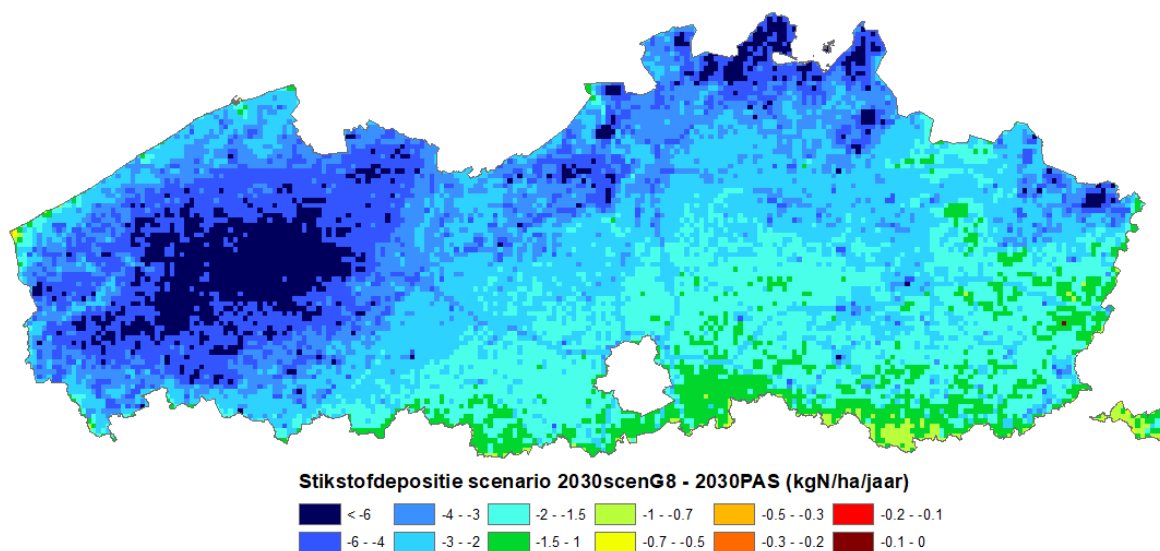 Stikstofdepositie scenario 2030scenG8 - 2030PAS (kgN/ha/jaar)
< -6 -4 - -3 -2 - -1.5 -1 - -0.7 -0.5 - -0.3 -0.2 - -0.1
-6 - -4 -3 - -2 -1.5 - 1 -0.7 - -0.5 -0.3 - -0.2 -0.1 - 0